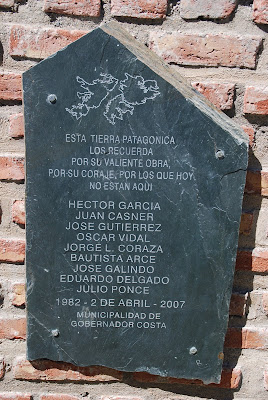 ESTA TIERRA PATAGONICA
LOS RECUERDA
POR SU VALIENTE OBRA,
POR SU CORAJE, POR LOS QUE HOY
NO ESTAN AQUI
HECTOR GARCIA
JUAN CASNER
JOSE GUTIERREZ
OSCAR VIDAL
JORGE L. CORAZA
BAUTISTA ARCE
JOSE GALINDO
EDUARDO DELGADO
JULIO PONCE
1982 - 2 DE ABRIL - 2007
MUNICIPALIDAD DE
GOBERNADOR COSTA